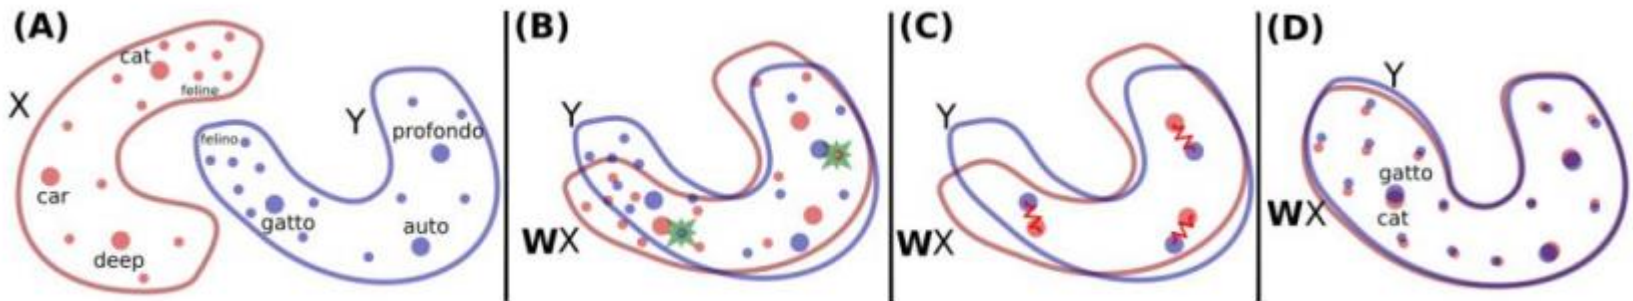 (A)
cat
feline
X
car
deep
Y
felino
profondo
gatto
auto
(B)
Y
WX
(C)
Y
WX
(D)
Y
gatto
cat
WX